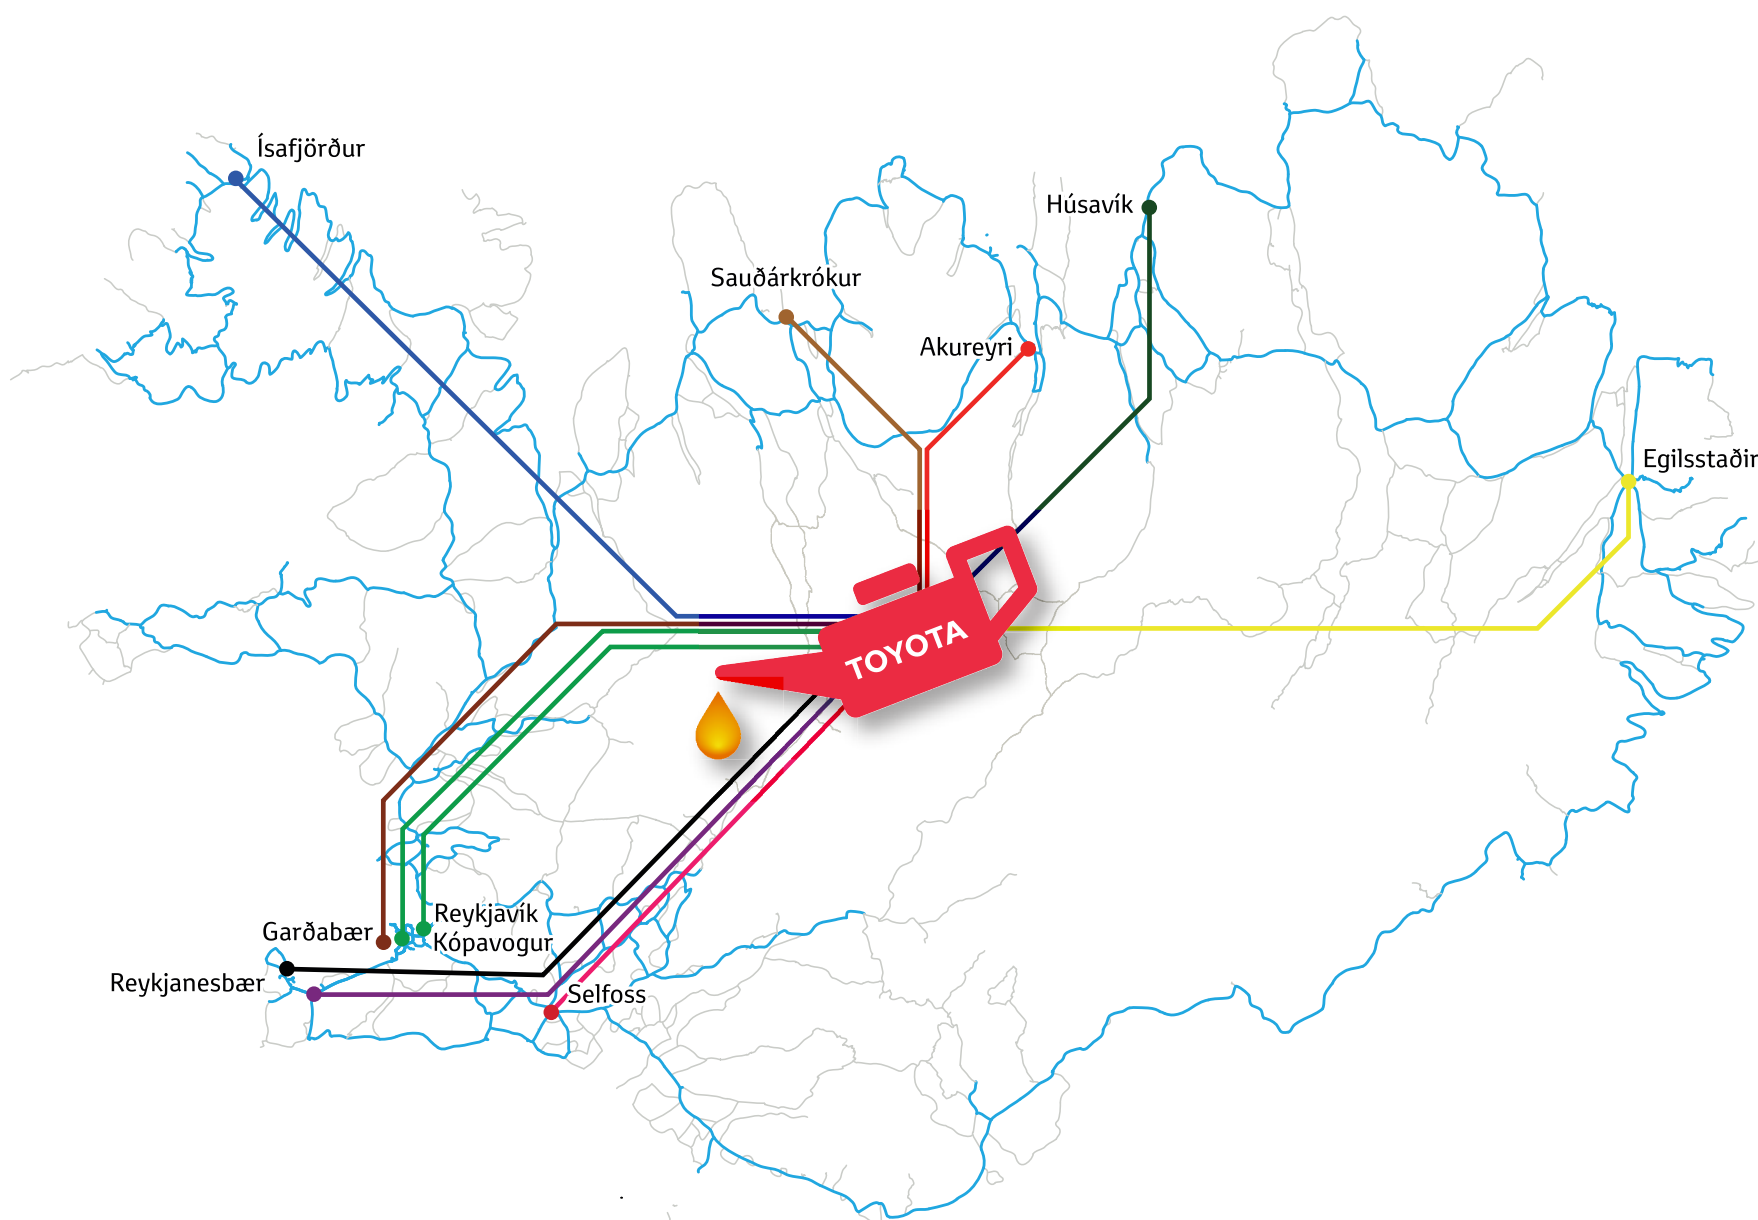 Ísafjörður
Húsavík
Sauðárkrókur
Akureyri
Egilsstaðir
TOYOTA
Reykjavík
Garðabær
Kópavogur
Reykjanesbær
Selfoss